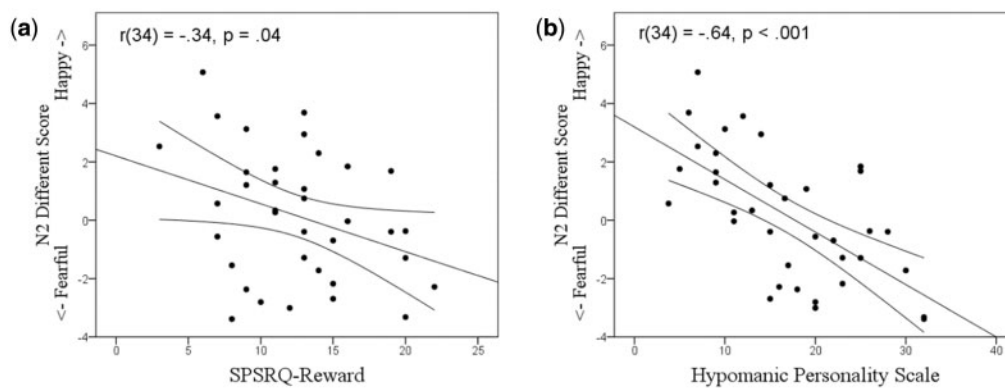 (a)
r(34) = -.34, p = .04
N2 Different Score
<- Fearful
Happy ->
6
4
2
0
-2
-4
0
5
10
15
20
25
SPSRQ-Reward
(b)
r(34) = -.64, p < .001
N2 Different Score
<- Fearful
Happy ->
6
4
2
0
-2
-4
0
10
20
30
40
Hypomanic Personality Scale